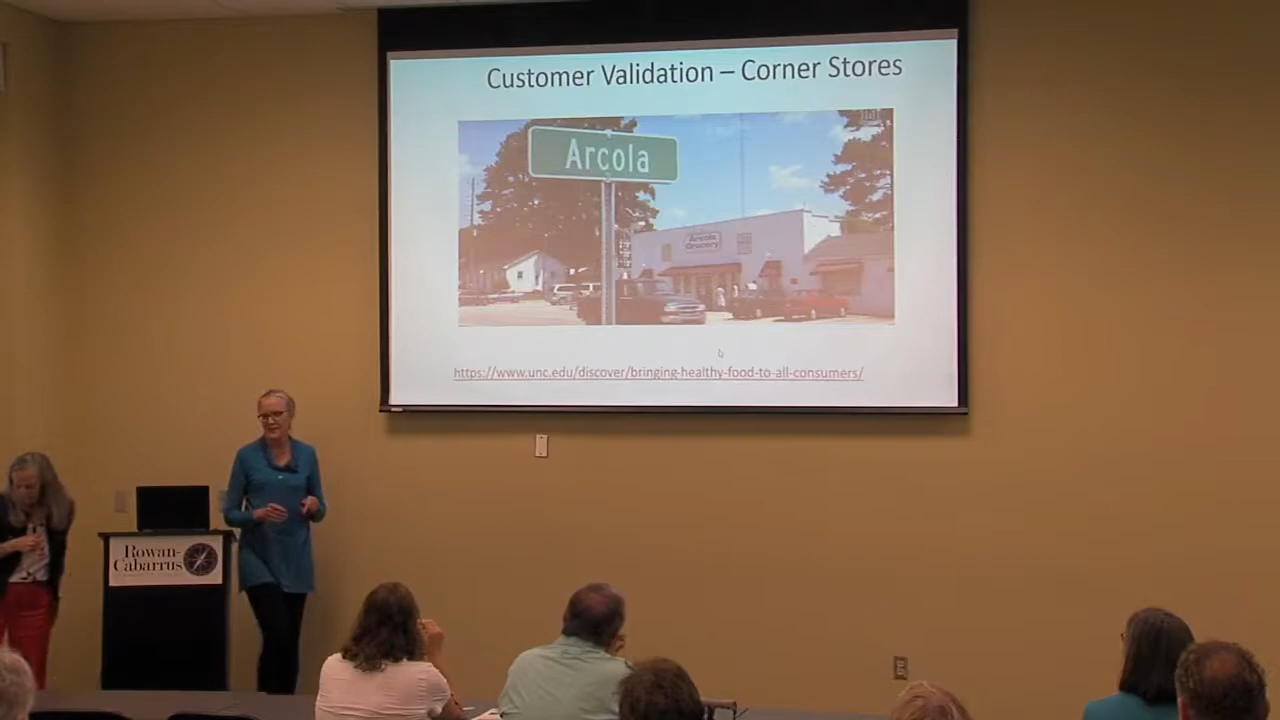 Customer Validation – Corner Stores
Arcola
Arcola
Grocery
https://www.unc.edu/discover/bringing-healthy-food-to-all-consumers/
Rowan-
Cabarrus